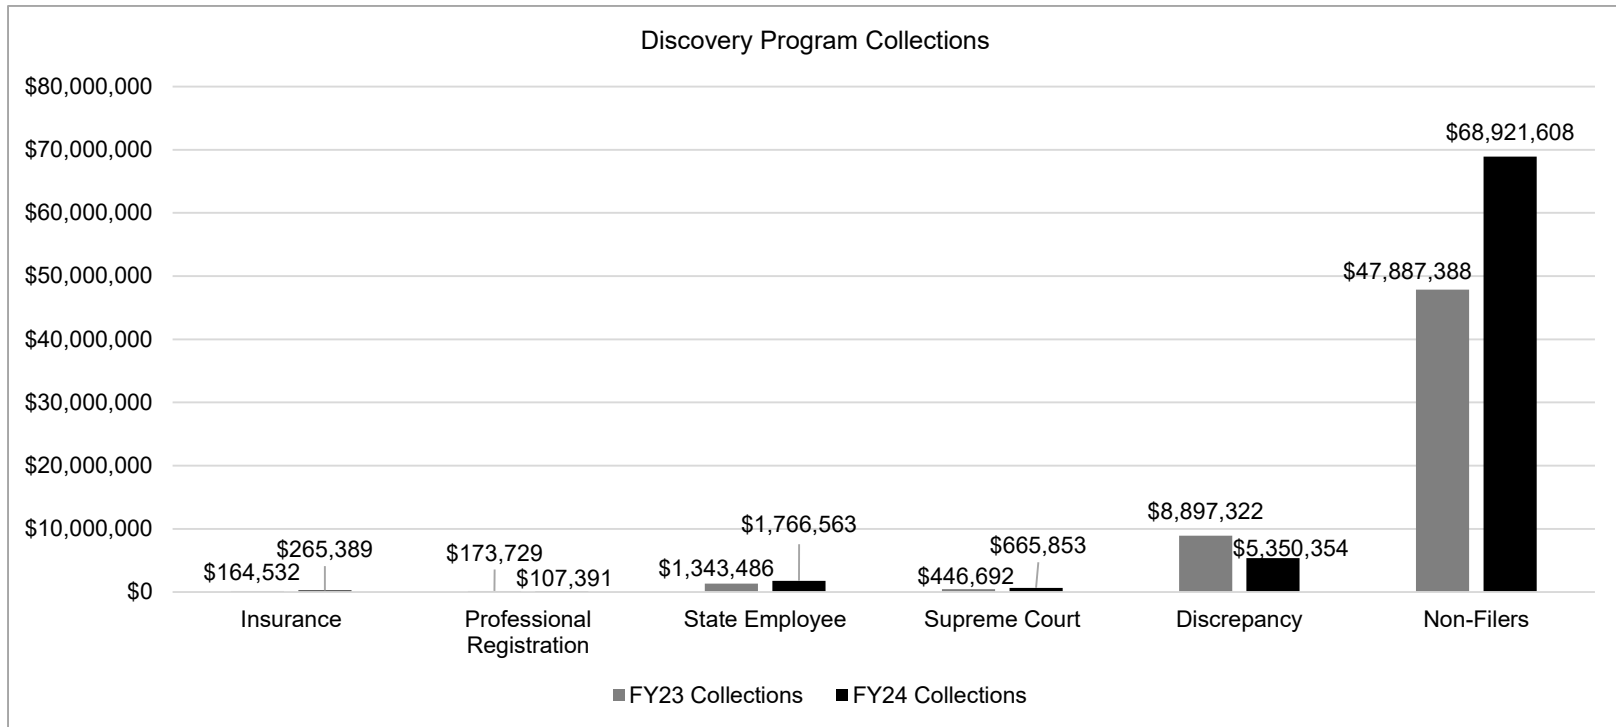 Discovery Program Collections
$80,000,000
$70,000,000
$60,000,000
$50,000,000
$40,000,000
$30,000,000
$20,000,000
$10,000,000
$0
$164,532
$265,389
$173,729
$107,391
$1,343,486
$1,766,563
$446,692
$665,853
$8,897,322
$5,350,354
$47,887,388
$68,921,608
Insurance
Professional
Registration
State Employee
Supreme Court
Discrepancy
Non-Filers
FY23 Collections
FY24 Collections